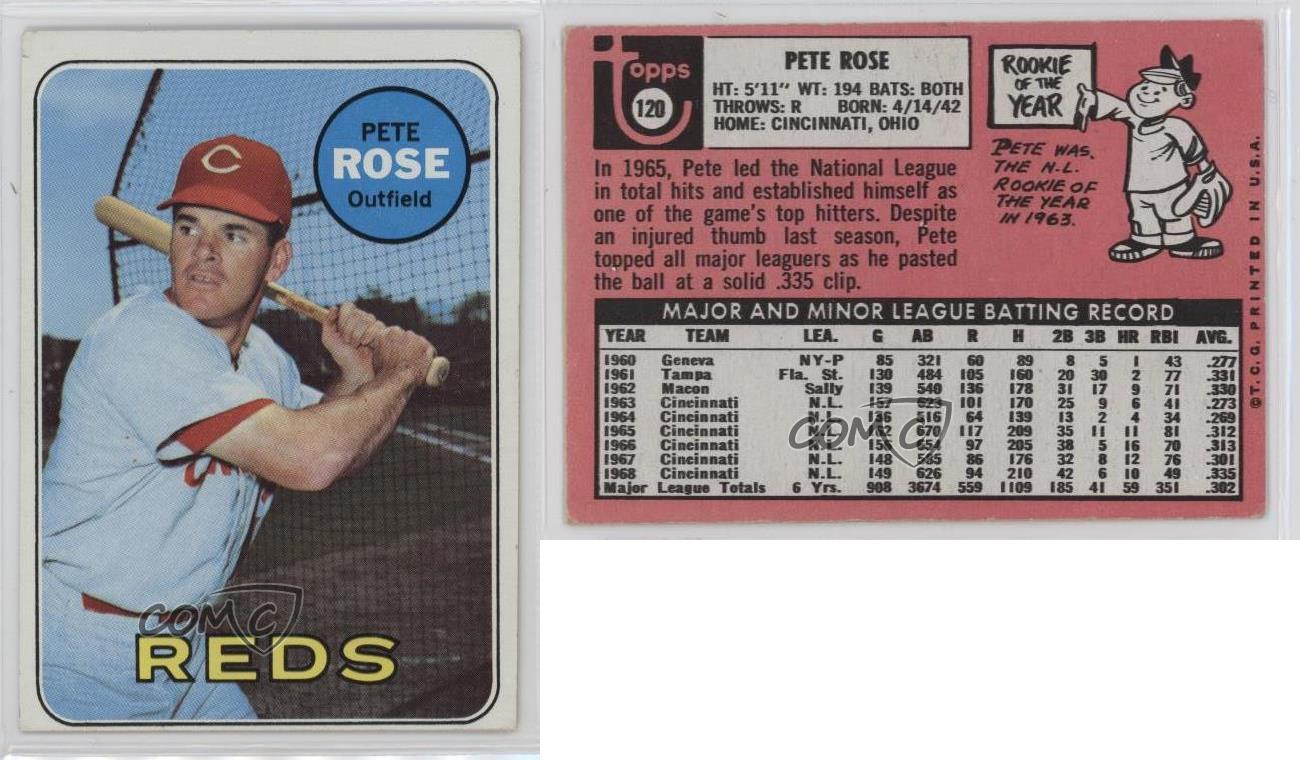 PETE
ROSE
Outfield
C
CIN
COMC
REDS
Topps
120
PETE ROSE
HT: 5'11" WT: 194 BATS: BOTH
THROWS: R BORN: 4/14/42
HOME: CINCINNATI, OHIO
In 1965, Pete led the National League
in total hits and established himself as
one of the game's top hitters. Despite
an injured thumb last season, Pete
topped all major leaguers as he pasted
the ball at a solid .335 clip.
ROOKIE
OF THE
YEAR
PETE WAS
THE N.L.
ROOKIE OF
THE YEAR
IN 1963.
MAJOR AND MINOR LEAGUE BATTING RECORD
YEAR TEAM LEA. G AB R H 2B 3B HR RBI AVG.
1960 Geneva NY-P 85 321 60 89 8 5 1 43 .277
1961 Tampa Fla. St. 130 484 105 160 20 30 2 77 .331
1962 Macon Sally 139 540 136 178 31 17 9 71 .330
1963 Cincinnati N.L. 157 623 101 170 25 9 6 41 .273
1964 Cincinnati N.L. 136 516 64 139 13 2 4 34 .269
1965 Cincinnati N.L. 162 670 117 209 35 11 11 81 .312
1966 Cincinnati N.L. 156 654 97 205 38 5 16 70 .313
1967 Cincinnati N.L. 148 585 86 176 32 8 12 76 .301
1968 Cincinnati N.L. 149 626 94 210 42 6 10 49 .335
Major League Totals 6 Yrs. 908 3674 559 1109 185 41 59 351 .302
COMC
©T.C.G. PRINTED IN U.S.A.